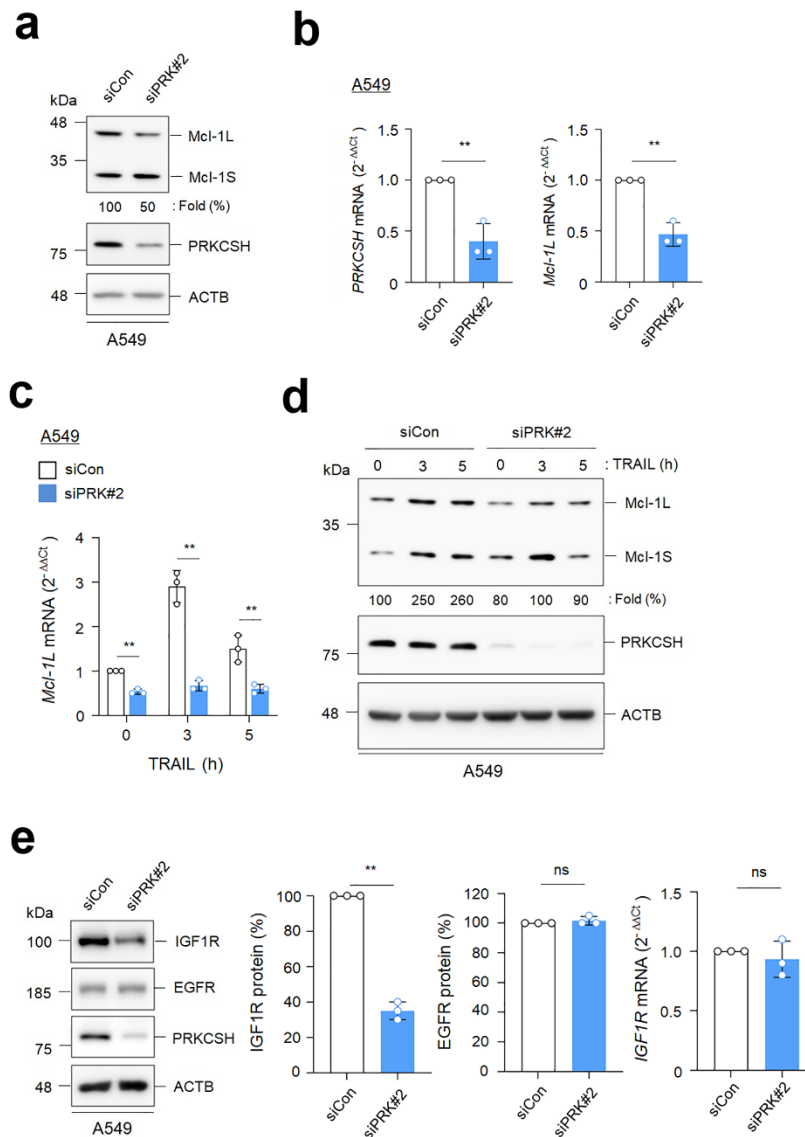 a
siCon siPRK#2
kDa
48
35
Mcl-1L
Mcl-1S
100 50 : Fold (%)
75
PRKCSH
48
ACTB
A549
b
A549
PRKCSH mRNA (2-ΔΔCt)
1.5
1.0
0.5
0
**
siCon
siPRK#2
Mcl-1L mRNA (2-ΔΔCt)
1.5
1.0
0.5
0
**
siCon
siPRK#2
c
A549
siCon
siPRK#2
Mcl-1L mRNA (2-ΔΔCt)
4
3
2
1
0
**
**
**
0 3 5
TRAIL (h)
d
siCon siPRK#2
kDa
0 3 5 0 3 5 : TRAIL (h)
Mcl-1L
35
Mcl-1S
100 250 260 80 100 90 : Fold (%)
PRKCSH
75
48
ACTB
A549
e
siCon siPRK#2
kDa
100
IGF1R
185
EGFR
PRKCSH
75
48
ACTB
A549
IGF1R protein (%)
100
80
60
40
20
0
**
siCon
siPRK#2
EGFR protein (%)
120
100
80
60
40
20
0
ns
siCon
siPRK#2
IGF1R mRNA (2-ΔΔCt)
1.5
1.0
0.5
0
ns
siCon
siPRK#2